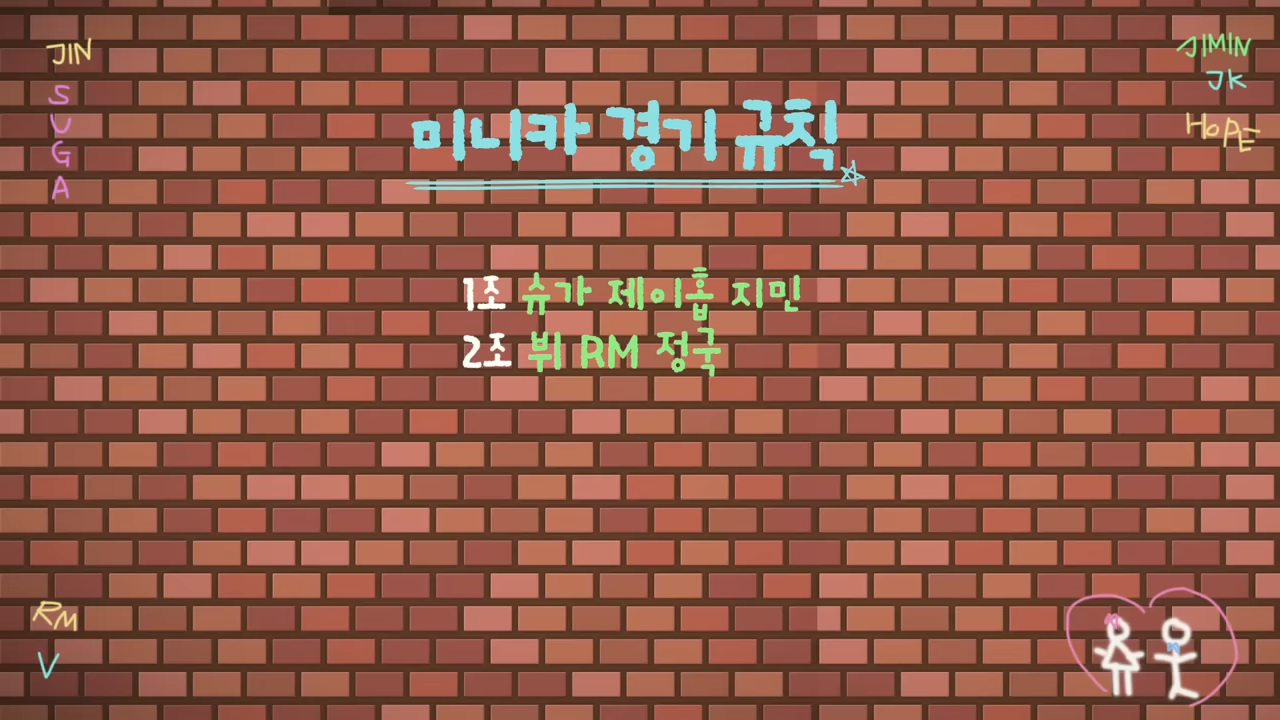 JIN
SUGA
JIMIN
JK
HOPE
미니카 경기 규칙
1조 슈가 제이홉 지민
2조 뷔 RM 정국
RM
V